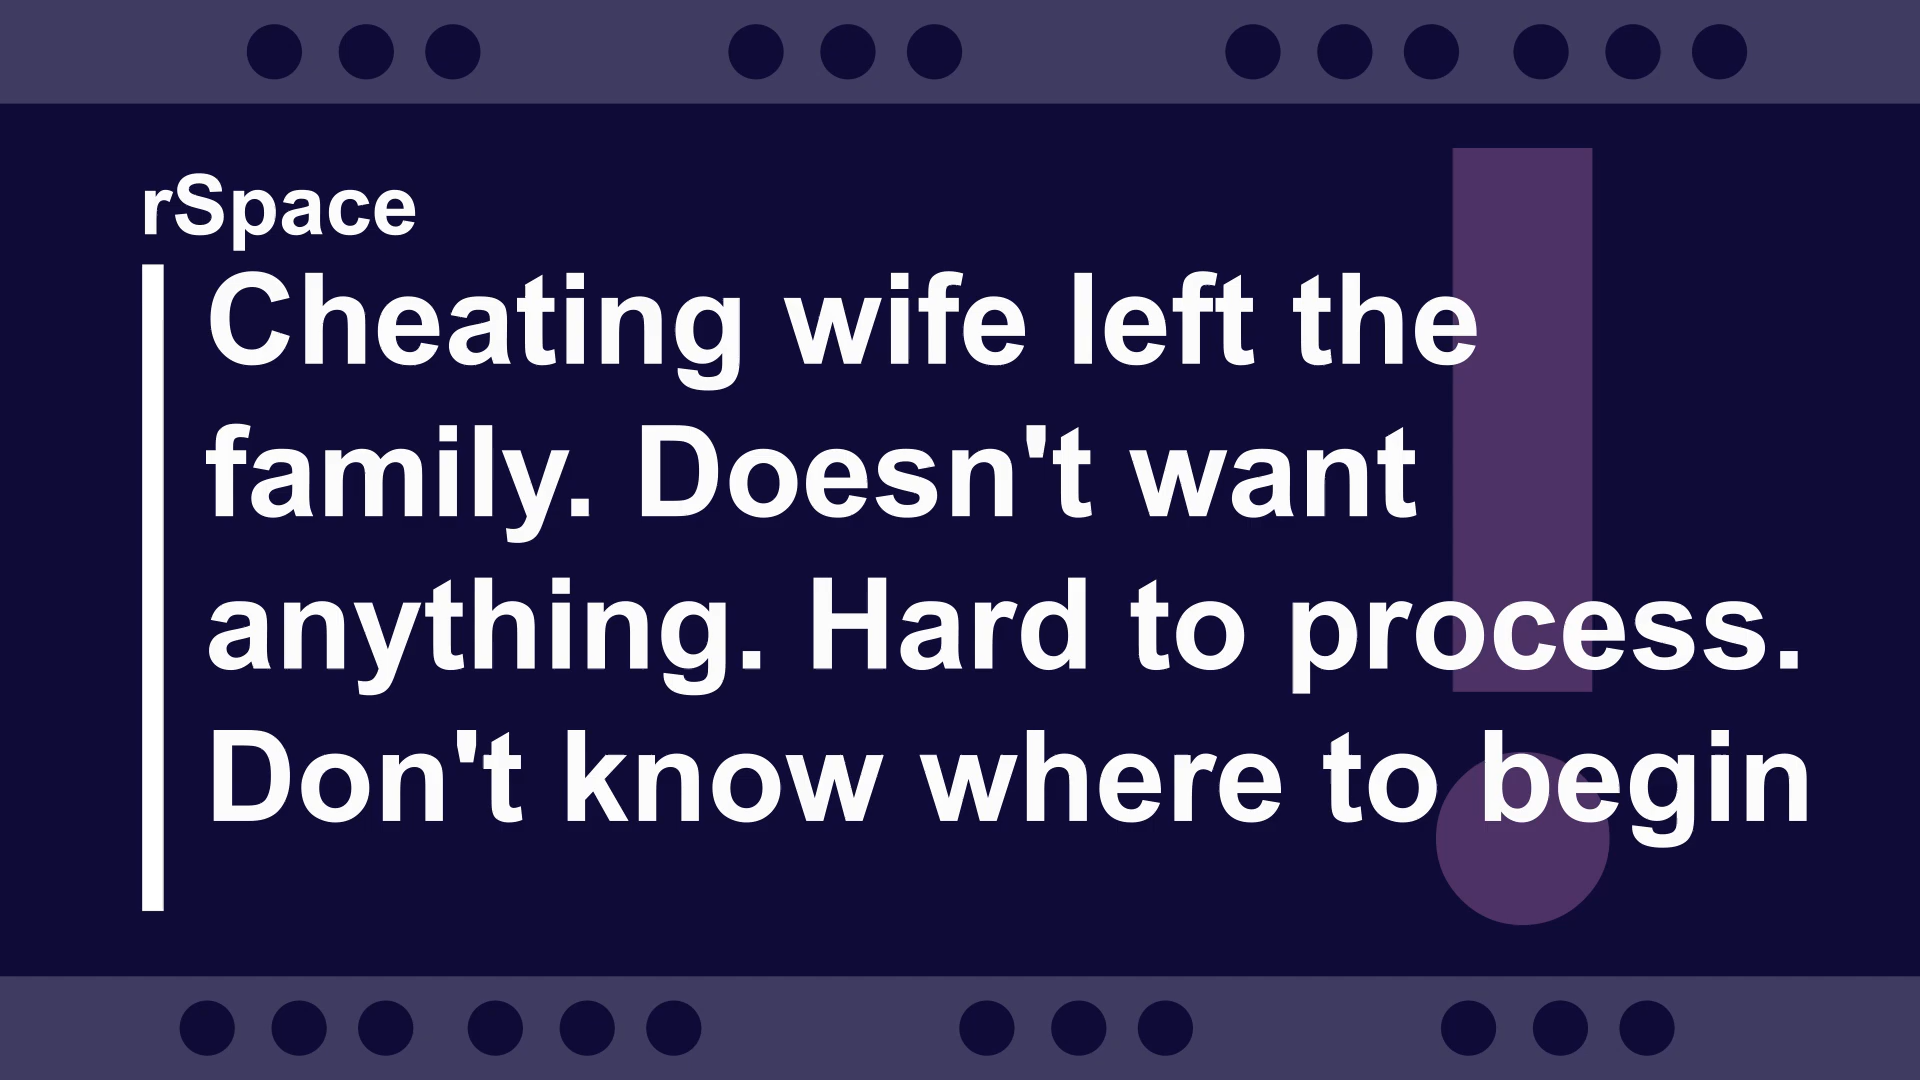 rSpace
Cheating wife left the
family. Doesn't want
anything. Hard to process.
Don't know where to begin